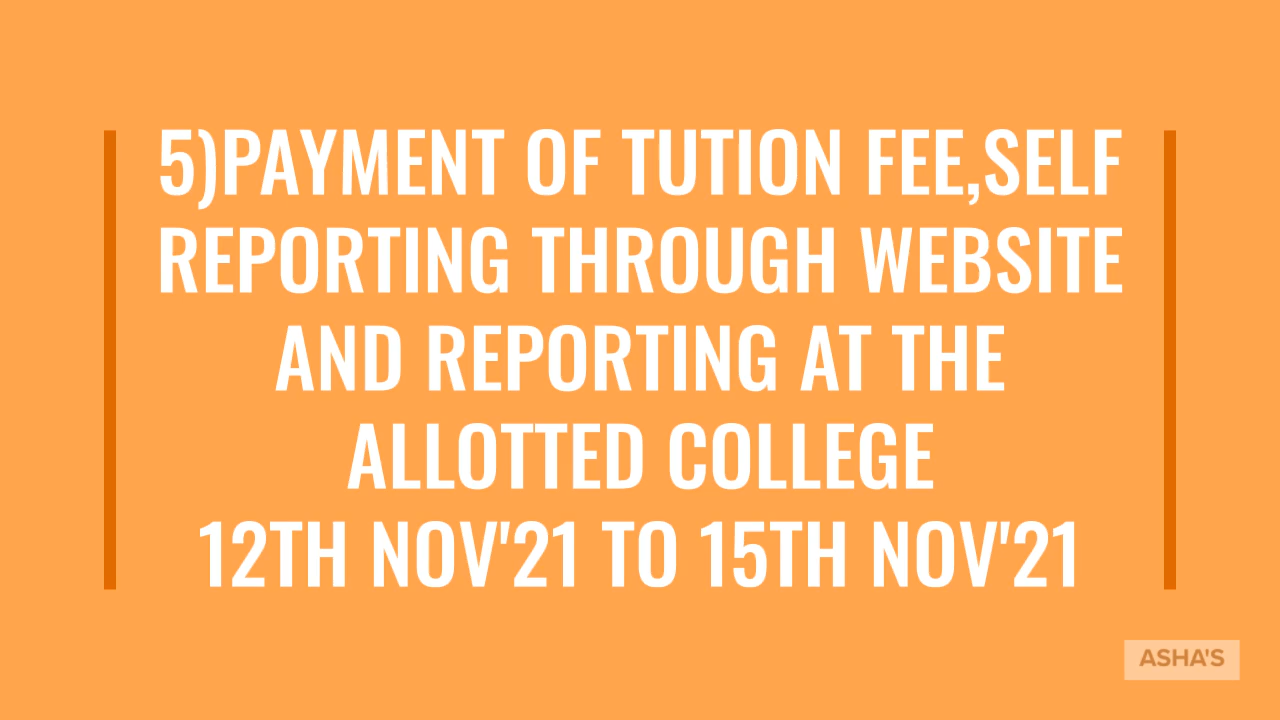 5)PAYMENT OF TUTION FEE,SELF
REPORTING THROUGH WEBSITE
AND REPORTING AT THE
ALLOTTED COLLEGE
12TH NOV'21 TO 15TH NOV'21
ASHA'S